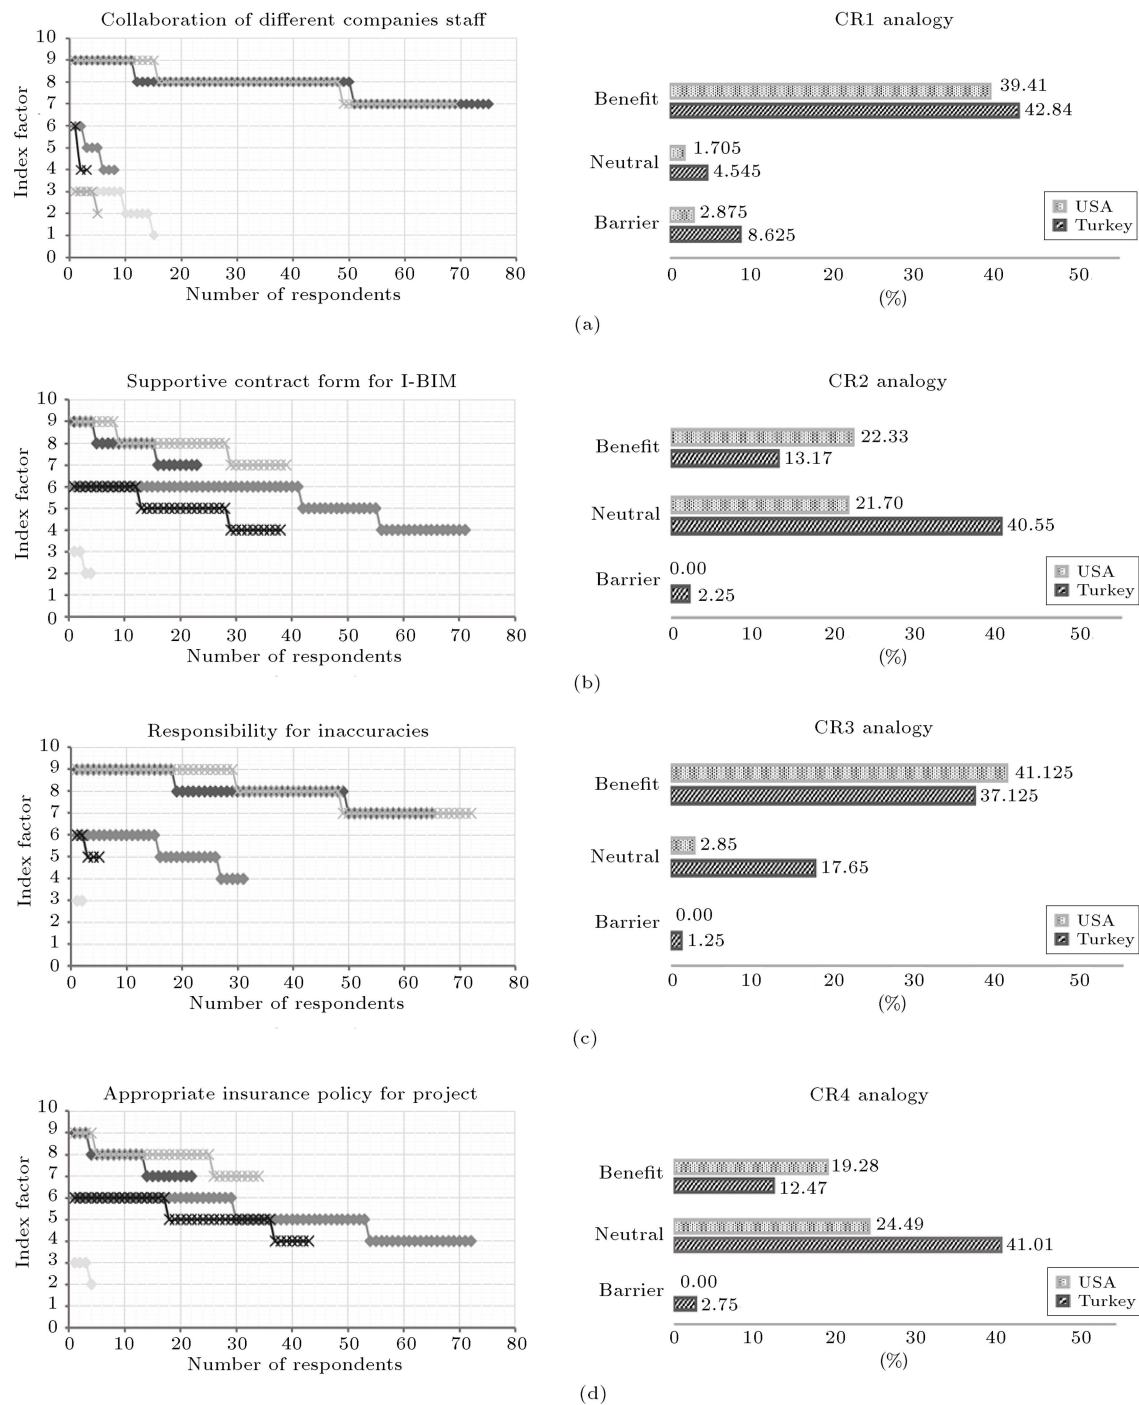 Collaboration of different companies staff
10
9
8
7
6
5
4
3
2
1
0
Index factor
0 10 20 30 40 50 60 70 80
Number of respondents
CR1 analogy
Benefit 39.41
42.84
Neutral 1.705
4.545
Barrier 2.875
8.625
USA
Turkey
0 10 20 30 40 50
(%)
(a)
Supportive contract form for I-BIM
10
9
8
7
6
5
4
3
2
1
0
Index factor
0 10 20 30 40 50 60 70 80
Number of respondents
CR2 analogy
Benefit 22.33
13.17
Neutral 21.70
40.55
Barrier 0.00
2.25
USA
Turkey
0 10 20 30 40 50
(%)
(b)
Responsibility for inaccuracies
10
9
8
7
6
5
4
3
2
1
0
Index factor
0 10 20 30 40 50 60 70 80
Number of respondents
CR3 analogy
Benefit 41.125
37.125
Neutral 2.85
17.65
Barrier 0.00
1.25
USA
Turkey
0 10 20 30 40 50
(%)
(c)
Appropriate insurance policy for project
10
9
8
7
6
5
4
3
2
1
0
Index factor
0 10 20 30 40 50 60 70 80
Number of respondents
CR4 analogy
Benefit 19.28
12.47
Neutral 24.49
41.01
Barrier 0.00
2.75
USA
Turkey
0 10 20 30 40 50
(%)
(d)